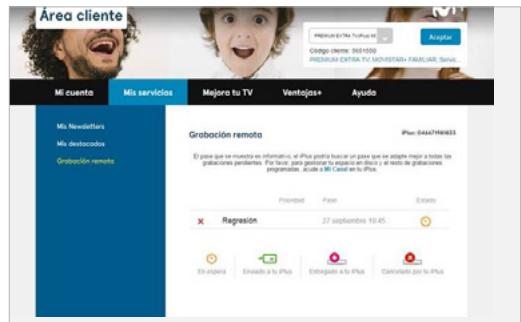 Área cliente
PREMIUM EXTRA TV/iPlus
Aceptar
Código cliente:
PREMIUM EXTRA TV, MOVISTAR+ FAMILIAR, Servic...
Mi cuenta Mis servicios Mejora tu TV Ventajas+ Ayuda
Mis Newsletters
Mis destacados
Grabación remota
Grabación remota
iPlus:
El pase que se muestra es informativo, el iPlus podría buscar un pase que se adapte mejor a todas las
grabaciones pendientes. Por favor, para gestionar tu espacio en disco y el resto de grabaciones
programadas, acude a Mi Canal en tu iPlus.
Prioridad Pase Estado
Regresión 27 septiembre 10:45
En espera Enviado a tu iPlus Entregado a tu iPlus Cancelado por tu iPlus